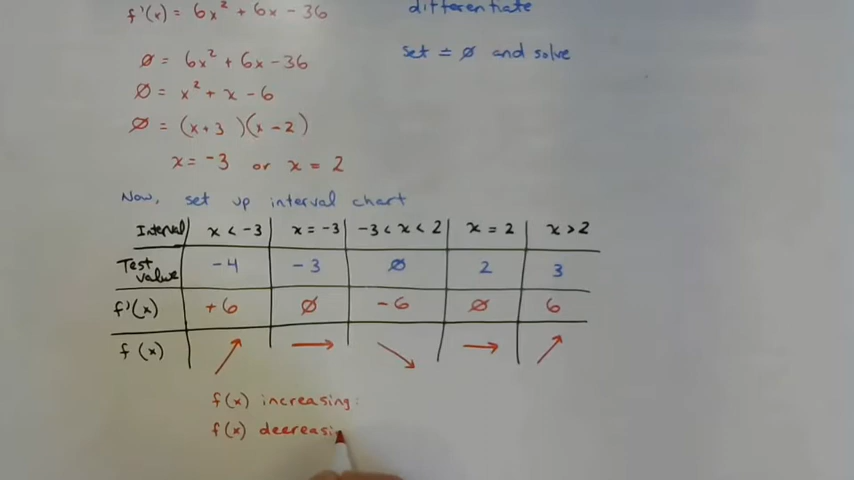 f'(x) = 6x² + 6x - 36
differentiate
Ø = 6x² + 6x - 36
set = Ø and solve
Ø = x² + x - 6
Ø = (x+3 )(x - 2)
x = -3 or x = 2
Now, set up interval chart
Interval x < -3 x = -3 -3 < x < 2 x = 2 x > 2
Test value -4 -3 Ø 2 3
f'(x) +6 Ø -6 Ø 6
f(x) ↗ → ↘ → ↗
f(x) increasing:
f(x) decreasi